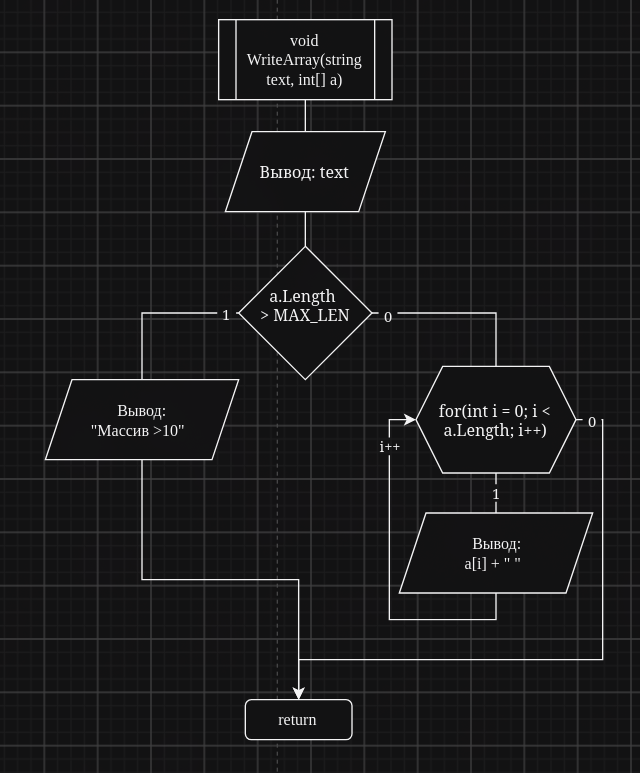 void
WriteArray(string
text, int[] a)
Вывод: text
a.Length
> MAX_LEN
1
0
Вывод:
"Массив >10"
for(int i = 0; i <
a.Length; i++)
0
i++
1
Вывод:
a[i] + " "
return